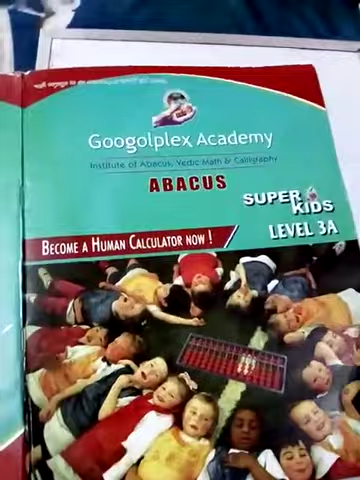 Googolplex Academy
Institute of Abacus, Vedic Math & Calligraphy
ABACUS
SUPER KIDS
LEVEL 3A
BECOME A HUMAN CALCULATOR NOW !